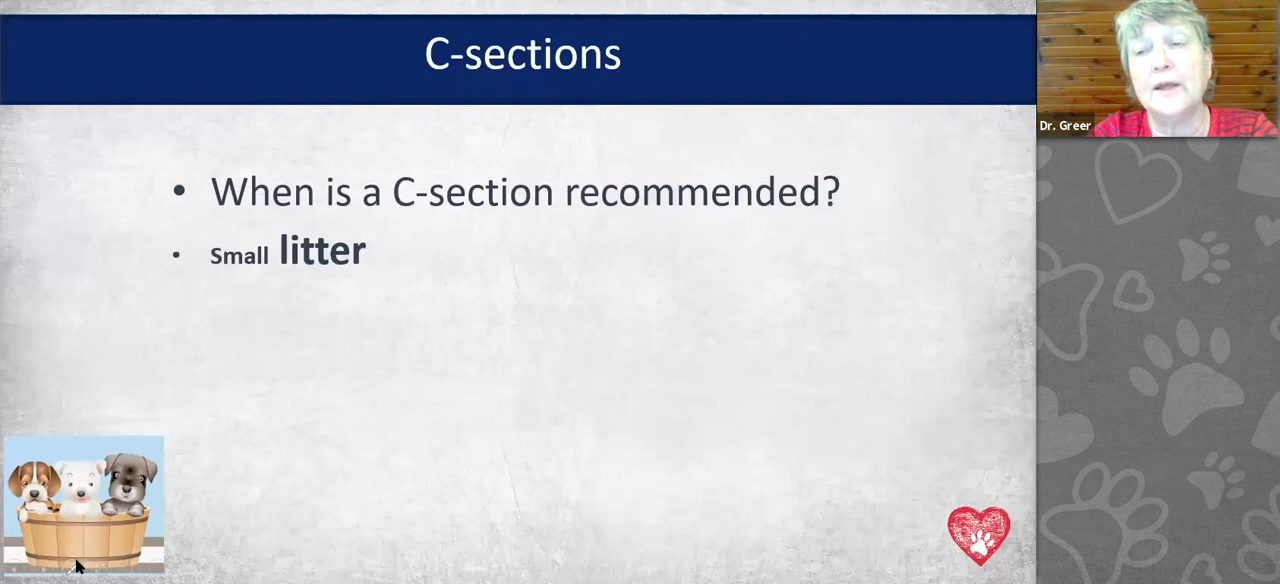 C-sections
Dr. Greer
• When is a C-section recommended?
• Small litter